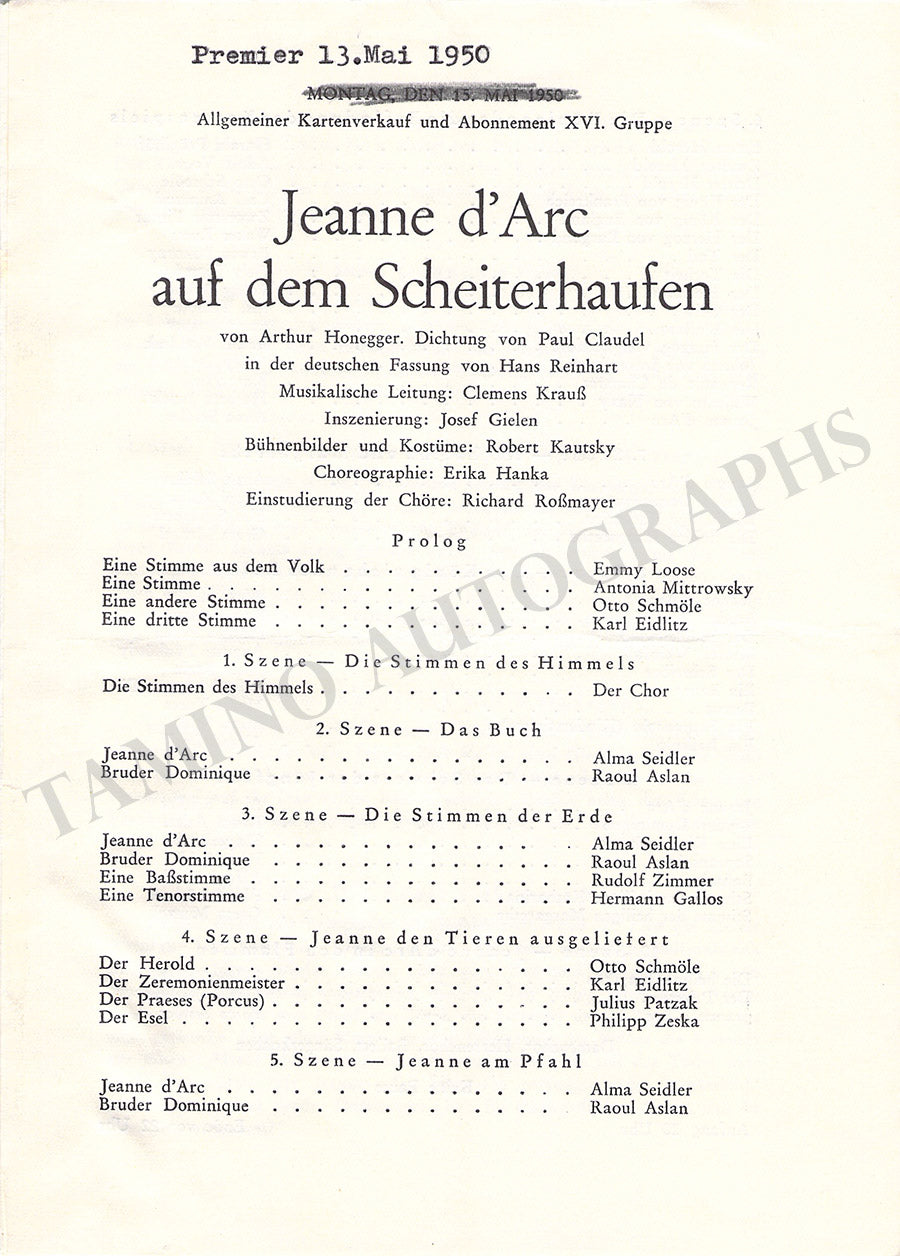 Premier 13.Mai 1950
MONTAG, DEN 15. MAI 1950
Allgemeiner Kartenverkauf und Abonnement XVI. Gruppe
Jeanne d'Arc
auf dem Scheiterhaufen
von Arthur Honegger. Dichtung von Paul Claudel
in der deutschen Fassung von Hans Reinhart
Musikalische Leitung: Clemens Krauß
Inszenierung: Josef Gielen
Bühnenbilder und Kostüme: Robert Kautsky
Choreographie: Erika Hanka
Einstudierung der Chöre: Richard Roßmayer
Prolog
Eine Stimme aus dem Volk . . . . . . . . . . . Emmy Loose
Eine Stimme . . . . . . . . . . . . . . . . . Antonia Mittrowsky
Eine andere Stimme . . . . . . . . . . . . . . Otto Schmöle
Eine dritte Stimme . . . . . . . . . . . . . . Karl Eidlitz
1. Szene — Die Stimmen des Himmels
Die Stimmen des Himmels . . . . . . . . . . . . Der Chor
2. Szene — Das Buch
Jeanne d'Arc . . . . . . . . . . . . . . . . Alma Seidler
Bruder Dominique . . . . . . . . . . . . . . Raoul Aslan
3. Szene — Die Stimmen der Erde
Jeanne d'Arc . . . . . . . . . . . . . . . Alma Seidler
Bruder Dominique . . . . . . . . . . . . . . Raoul Aslan
Eine Baßstimme . . . . . . . . . . . . . . . Rudolf Zimmer
Eine Tenorstimme . . . . . . . . . . . . . . Hermann Gallos
4. Szene — Jeanne den Tieren ausgeliefert
Der Herold . . . . . . . . . . . . . . . . . Otto Schmöle
Der Zeremonienmeister . . . . . . . . . . . . . Karl Eidlitz
Der Praeses (Porcus) . . . . . . . . . . . . . . Julius Patzak
Der Esel . . . . . . . . . . . . . . . . . . Philipp Zeska
5. Szene — Jeanne am Pfahl
Jeanne d'Arc . . . . . . . . . . . . . . . . Alma Seidler
Bruder Dominique . . . . . . . . . . . . . . Raoul Aslan
TAMINO AUTOGRAPHS